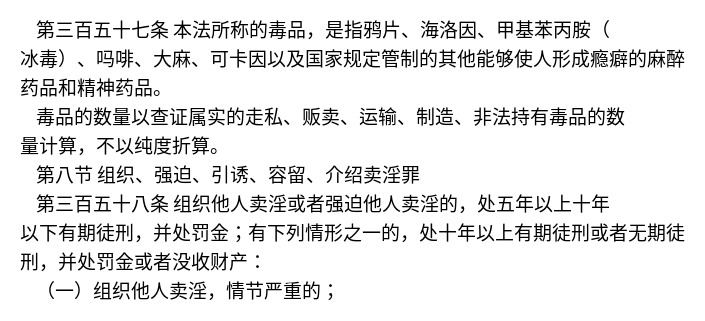 第三百五十七条 本法所称的毒品，是指鸦片、海洛因、甲基苯丙胺（
冰毒）、吗啡、大麻、可卡因以及国家规定管制的其他能够使人形成瘾癖的麻醉
药品和精神药品。
毒品的数量以查证属实的走私、贩卖、运输、制造、非法持有毒品的数
量计算，不以纯度折算。
第八节 组织、强迫、引诱、容留、介绍卖淫罪
第三百五十八条 组织他人卖淫或者强迫他人卖淫的，处五年以上十年
以下有期徒刑，并处罚金；有下列情形之一的，处十年以上有期徒刑或者无期徒
刑，并处罚金或者没收财产：
（一）组织他人卖淫，情节严重的；